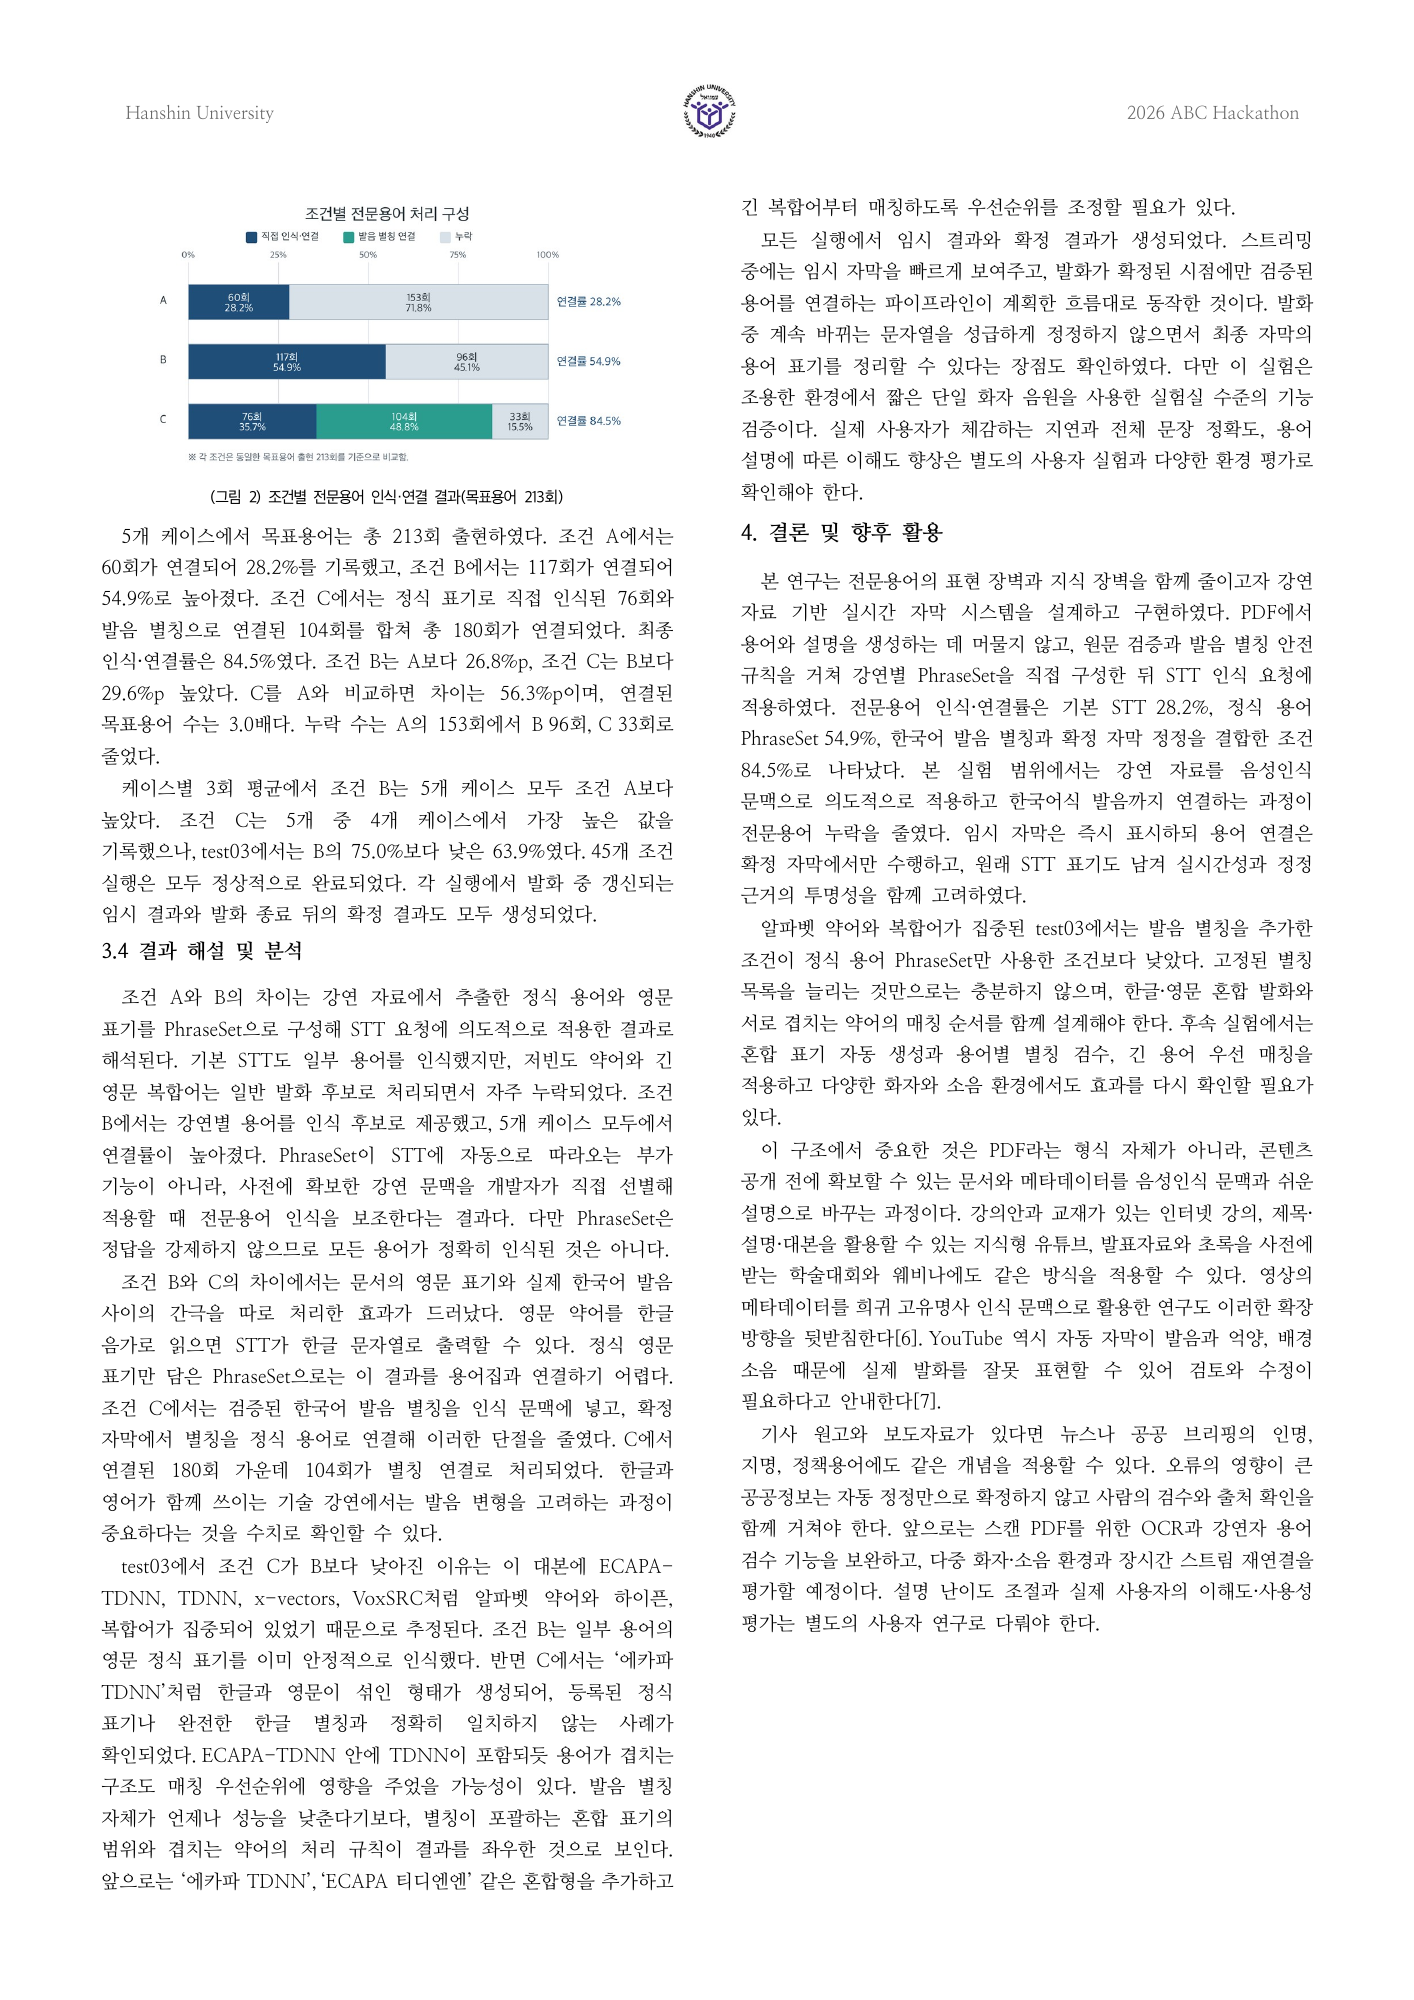 Hanshin University
HANSHIN UNIVERSITY
1940
2026 ABC Hackathon
조건별 전문용어 처리 구성
직접 인식·연결 발음 별칭 연결 누락
0% 25% 50% 75% 100%
A 60회 28.2% 153회 71.8% 연결률 28.2%
B 117회 54.9% 96회 45.1% 연결률 54.9%
C 76회 35.7% 104회 48.8% 33회 15.5% 연결률 84.5%
※ 각 조건은 동일한 목표용어 출현 213회를 기준으로 비교함.
(그림 2) 조건별 전문용어 인식·연결 결과(목표용어 213회)
5개 케이스에서 목표용어는 총 213회 출현하였다. 조건 A에서는
60회가 연결되어 28.2%를 기록했고, 조건 B에서는 117회가 연결되어
54.9%로 높아졌다. 조건 C에서는 정식 표기로 직접 인식된 76회와
발음 별칭으로 연결된 104회를 합쳐 총 180회가 연결되었다. 최종
인식·연결률은 84.5%였다. 조건 B는 A보다 26.8%p, 조건 C는 B보다
29.6%p 높았다. C를 A와 비교하면 차이는 56.3%p이며, 연결된
목표용어 수는 3.0배다. 누락 수는 A의 153회에서 B 96회, C 33회로
줄었다.
케이스별 3회 평균에서 조건 B는 5개 케이스 모두 조건 A보다
높았다. 조건 C는 5개 중 4개 케이스에서 가장 높은 값을
기록했으나, test03에서는 B의 75.0%보다 낮은 63.9%였다. 45개 조건
실행은 모두 정상적으로 완료되었다. 각 실행에서 발화 중 갱신되는
임시 결과와 발화 종료 뒤의 확정 결과도 모두 생성되었다.
3.4 결과 해설 및 분석
조건 A와 B의 차이는 강연 자료에서 추출한 정식 용어와 영문
표기를 PhraseSet으로 구성해 STT 요청에 의도적으로 적용한 결과로
해석된다. 기본 STT도 일부 용어를 인식했지만, 저빈도 약어와 긴
영문 복합어는 일반 발화 후보로 처리되면서 자주 누락되었다. 조건
B에서는 강연별 용어를 인식 후보로 제공했고, 5개 케이스 모두에서
연결률이 높아졌다. PhraseSet이 STT에 자동으로 따라오는 부가
기능이 아니라, 사전에 확보한 강연 문맥을 개발자가 직접 선별해
적용할 때 전문용어 인식을 보조한다는 결과다. 다만 PhraseSet은
정답을 강제하지 않으므로 모든 용어가 정확히 인식된 것은 아니다.
조건 B와 C의 차이에서는 문서의 영문 표기와 실제 한국어 발음
사이의 간극을 따로 처리한 효과가 드러났다. 영문 약어를 한글
음가로 읽으면 STT가 한글 문자열로 출력할 수 있다. 정식 영문
표기만 담은 PhraseSet으로는 이 결과를 용어집과 연결하기 어렵다.
조건 C에서는 검증된 한국어 발음 별칭을 인식 문맥에 넣고, 확정
자막에서 별칭을 정식 용어로 연결해 이러한 단절을 줄였다. C에서
연결된 180회 가운데 104회가 별칭 연결로 처리되었다. 한글과
영어가 함께 쓰이는 기술 강연에서는 발음 변형을 고려하는 과정이
중요하다는 것을 수치로 확인할 수 있다.
test03에서 조건 C가 B보다 낮아진 이유는 이 대본에 ECAPA-
TDNN, TDNN, x-vectors, VoxSRC처럼 알파벳 약어와 하이픈,
복합어가 집중되어 있었기 때문으로 추정된다. 조건 B는 일부 용어의
영문 정식 표기를 이미 안정적으로 인식했다. 반면 C에서는 ‘에카파
TDNN’처럼 한글과 영문이 섞인 형태가 생성되어, 등록된 정식
표기나 완전한 한글 별칭과 정확히 일치하지 않는 사례가
확인되었다. ECAPA-TDNN 안에 TDNN이 포함되듯 용어가 겹치는
구조도 매칭 우선순위에 영향을 주었을 가능성이 있다. 발음 별칭
자체가 언제나 성능을 낮춘다기보다, 별칭이 포괄하는 혼합 표기의
범위와 겹치는 약어의 처리 규칙이 결과를 좌우한 것으로 보인다.
앞으로는 ‘에카파 TDNN’, ‘ECAPA 티디엔엔’ 같은 혼합형을 추가하고
긴 복합어부터 매칭하도록 우선순위를 조정할 필요가 있다.
모든 실행에서 임시 결과와 확정 결과가 생성되었다. 스트리밍
중에는 임시 자막을 빠르게 보여주고, 발화가 확정된 시점에만 검증된
용어를 연결하는 파이프라인이 계획한 흐름대로 동작한 것이다. 발화
중 계속 바뀌는 문자열을 성급하게 정정하지 않으면서 최종 자막의
용어 표기를 정리할 수 있다는 장점도 확인하였다. 다만 이 실험은
조용한 환경에서 짧은 단일 화자 음원을 사용한 실험실 수준의 기능
검증이다. 실제 사용자가 체감하는 지연과 전체 문장 정확도, 용어
설명에 따른 이해도 향상은 별도의 사용자 실험과 다양한 환경 평가로
확인해야 한다.
4. 결론 및 향후 활용
본 연구는 전문용어의 표현 장벽과 지식 장벽을 함께 줄이고자 강연
자료 기반 실시간 자막 시스템을 설계하고 구현하였다. PDF에서
용어와 설명을 생성하는 데 머물지 않고, 원문 검증과 발음 별칭 안전
규칙을 거쳐 강연별 PhraseSet을 직접 구성한 뒤 STT 인식 요청에
적용하였다. 전문용어 인식·연결률은 기본 STT 28.2%, 정식 용어
PhraseSet 54.9%, 한국어 발음 별칭과 확정 자막 정정을 결합한 조건
84.5%로 나타났다. 본 실험 범위에서는 강연 자료를 음성인식
문맥으로 의도적으로 적용하고 한국어식 발음까지 연결하는 과정이
전문용어 누락을 줄였다. 임시 자막은 즉시 표시하되 용어 연결은
확정 자막에서만 수행하고, 원래 STT 표기도 남겨 실시간성과 정정
근거의 투명성을 함께 고려하였다.
알파벳 약어와 복합어가 집중된 test03에서는 발음 별칭을 추가한
조건이 정식 용어 PhraseSet만 사용한 조건보다 낮았다. 고정된 별칭
목록을 늘리는 것만으로는 충분하지 않으며, 한글·영문 혼합 발화와
서로 겹치는 약어의 매칭 순서를 함께 설계해야 한다. 후속 실험에서는
혼합 표기 자동 생성과 용어별 별칭 검수, 긴 용어 우선 매칭을
적용하고 다양한 화자와 소음 환경에서도 효과를 다시 확인할 필요가
있다.
이 구조에서 중요한 것은 PDF라는 형식 자체가 아니라, 콘텐츠
공개 전에 확보할 수 있는 문서와 메타데이터를 음성인식 문맥과 쉬운
설명으로 바꾸는 과정이다. 강의안과 교재가 있는 인터넷 강의, 제목·
설명·대본을 활용할 수 있는 지식형 유튜브, 발표자료와 초록을 사전에
받는 학술대회와 웨비나에도 같은 방식을 적용할 수 있다. 영상의
메타데이터를 희귀 고유명사 인식 문맥으로 활용한 연구도 이러한 확장
방향을 뒷받침한다[6]. YouTube 역시 자동 자막이 발음과 억양, 배경
소음 때문에 실제 발화를 잘못 표현할 수 있어 검토와 수정이
필요하다고 안내한다[7].
기사 원고와 보도자료가 있다면 뉴스나 공공 브리핑의 인명,
지명, 정책용어에도 같은 개념을 적용할 수 있다. 오류의 영향이 큰
공공정보는 자동 정정만으로 확정하지 않고 사람의 검수와 출처 확인을
함께 거쳐야 한다. 앞으로는 스캔 PDF를 위한 OCR과 강연자 용어
검수 기능을 보완하고, 다중 화자·소음 환경과 장시간 스트림 재연결을
평가할 예정이다. 설명 난이도 조절과 실제 사용자의 이해도·사용성
평가는 별도의 사용자 연구로 다뤄야 한다.